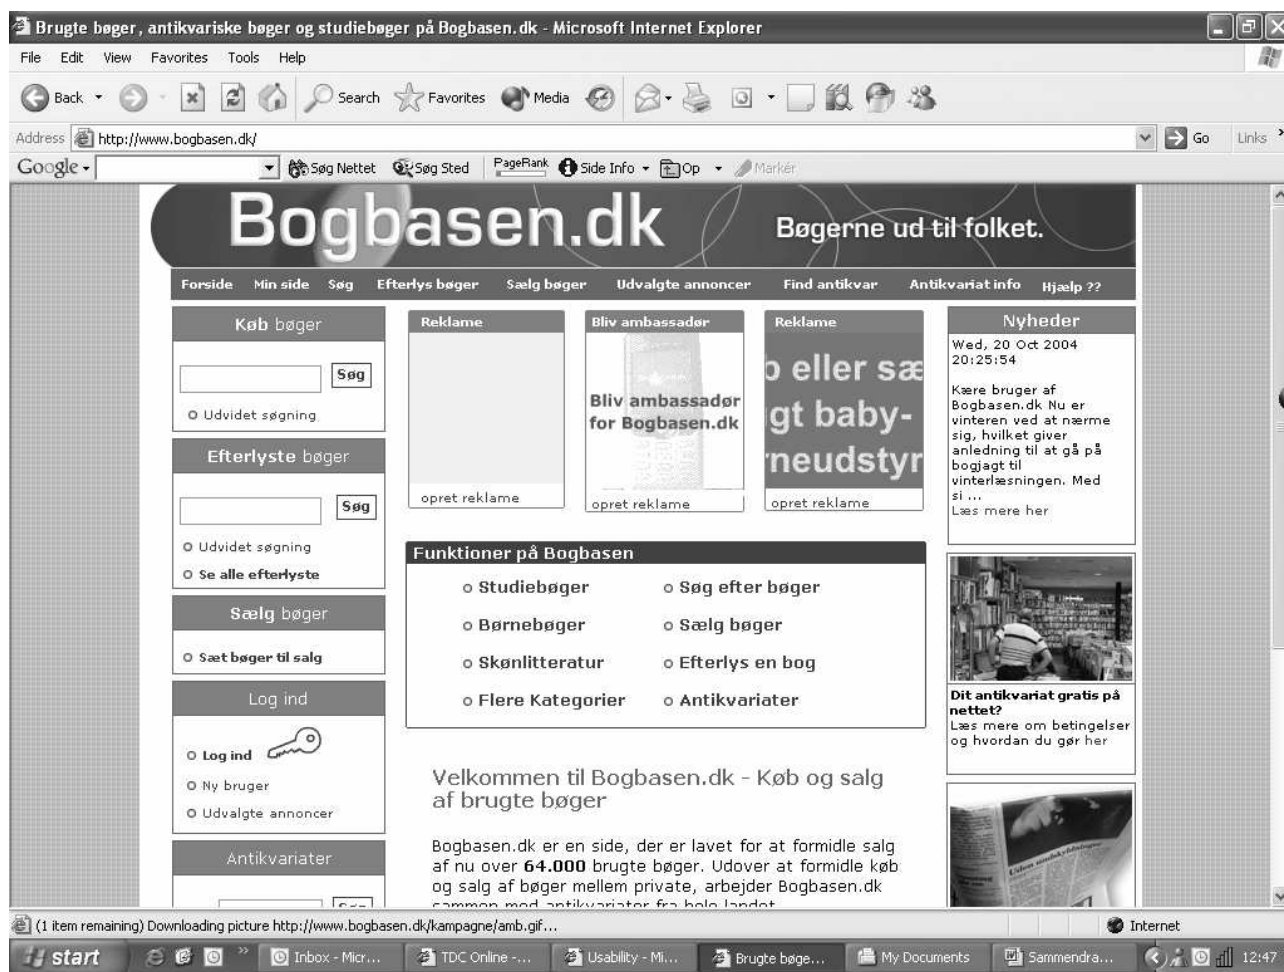 Brugte bøger, antikvariske bøger og studiebøger på Bogbasen.dk - Microsoft Internet Explorer
File Edit View Favorites Tools Help
Back Search Favorites Media
Address http://www.bogbasen.dk/ Go Links
Google Søg Nettet Søg Sted PageRank Side Info Op Markér
Bogbasen.dk Bøgerne ud til folket.
Forside Min side Søg Efterlys bøger Sælg bøger Udvalgte annoncer Find antikvar Antikvariat info Hjælp ??
Køb bøger
Søg
Udvidet søgning
Efterlyste bøger
Søg
Udvidet søgning
Se alle efterlyste
Sælg bøger
Sæt bøger til salg
Log ind
Log ind
Ny bruger
Udvalgte annoncer
Antikvariater
Reklame
opret reklame
Bliv ambassadør
Bliv ambassadør
for Bogbasen.dk
opret reklame
Reklame
b eller sæ
gt baby-
rneudstyr
opret reklame
Funktioner på Bogbasen
Studiebøger Søg efter bøger
Børnebøger Sælg bøger
Skønlitteratur Efterlys en bog
Flere Kategorier Antikvariater
Velkommen til Bogbasen.dk - Køb og salg
af brugte bøger
Bogbasen.dk er en side, der er lavet for at formidle salg
af nu over 64.000 brugte bøger. Udover at formidle køb
og salg af bøger mellem private, arbejder Bogbasen.dk
sammen med antikvariater fra hele landet.
Nyheder
Wed, 20 Oct 2004
20:25:54
Kære bruger af
Bogbasen.dk Nu er
vinteren ved at nærme
sig, hvilket giver
anledning til at gå på
bogjagt til
vinterlæsningen. Med
si ...
Læs mere her
Dit antikvariat gratis på
nettet?
Læs mere om betingelser
og hvordan du gør her
Uden undskyldninger
(1 item remaining) Downloading picture http://www.bogbasen.dk/kampagne/amb.gif... Internet
start Inbox - Micr... TDC Online -... Usability - Mi... Brugte bøge... My Documents Sammendra... 12:47